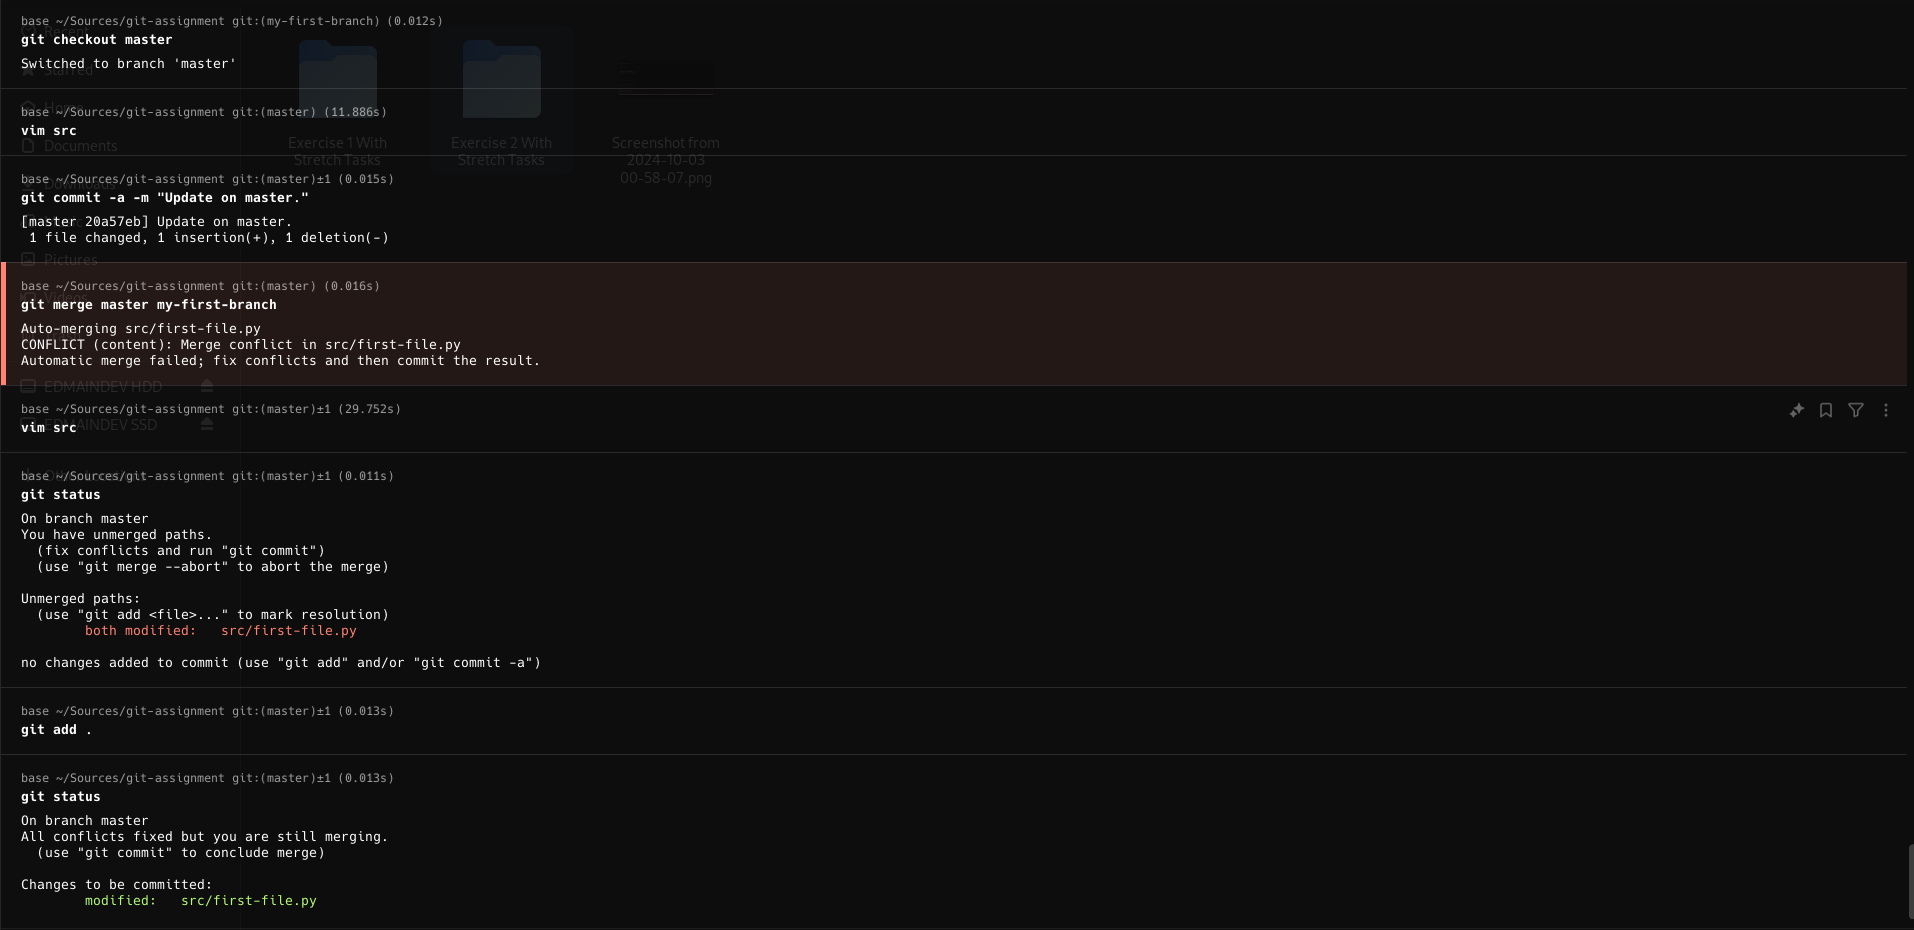 base ~/Sources/git-assignment git:(my-first-branch) (0.012s)
git checkout master
Switched to branch 'master'
base ~/Sources/git-assignment git:(master) (11.886s)
vim src
base ~/Sources/git-assignment git:(master)±1 (0.015s)
git commit -a -m "Update on master."
[master 20a57eb] Update on master.
 1 file changed, 1 insertion(+), 1 deletion(-)
base ~/Sources/git-assignment git:(master) (0.016s)
git merge master my-first-branch
Auto-merging src/first-file.py
CONFLICT (content): Merge conflict in src/first-file.py
Automatic merge failed; fix conflicts and then commit the result.
base ~/Sources/git-assignment git:(master)±1 (29.752s)
vim src
base ~/Sources/git-assignment git:(master)±1 (0.011s)
git status
On branch master
You have unmerged paths.
  (fix conflicts and run "git commit")
  (use "git merge --abort" to abort the merge)
Unmerged paths:
  (use "git add <file>..." to mark resolution)
        both modified:   src/first-file.py
no changes added to commit (use "git add" and/or "git commit -a")
base ~/Sources/git-assignment git:(master)±1 (0.013s)
git add .
base ~/Sources/git-assignment git:(master)±1 (0.013s)
git status
On branch master
All conflicts fixed but you are still merging.
  (use "git commit" to conclude merge)
Changes to be committed:
        modified:   src/first-file.py
Recent
Starred
Home
Documents
Downloads
Pictures
Videos
EDMAINDEV HDD
EDMAINDEV SSD
Exercise 1 With
Stretch Tasks
Exercise 2 With
Stretch Tasks
Screenshot from
2024-10-03
00-58-07.png